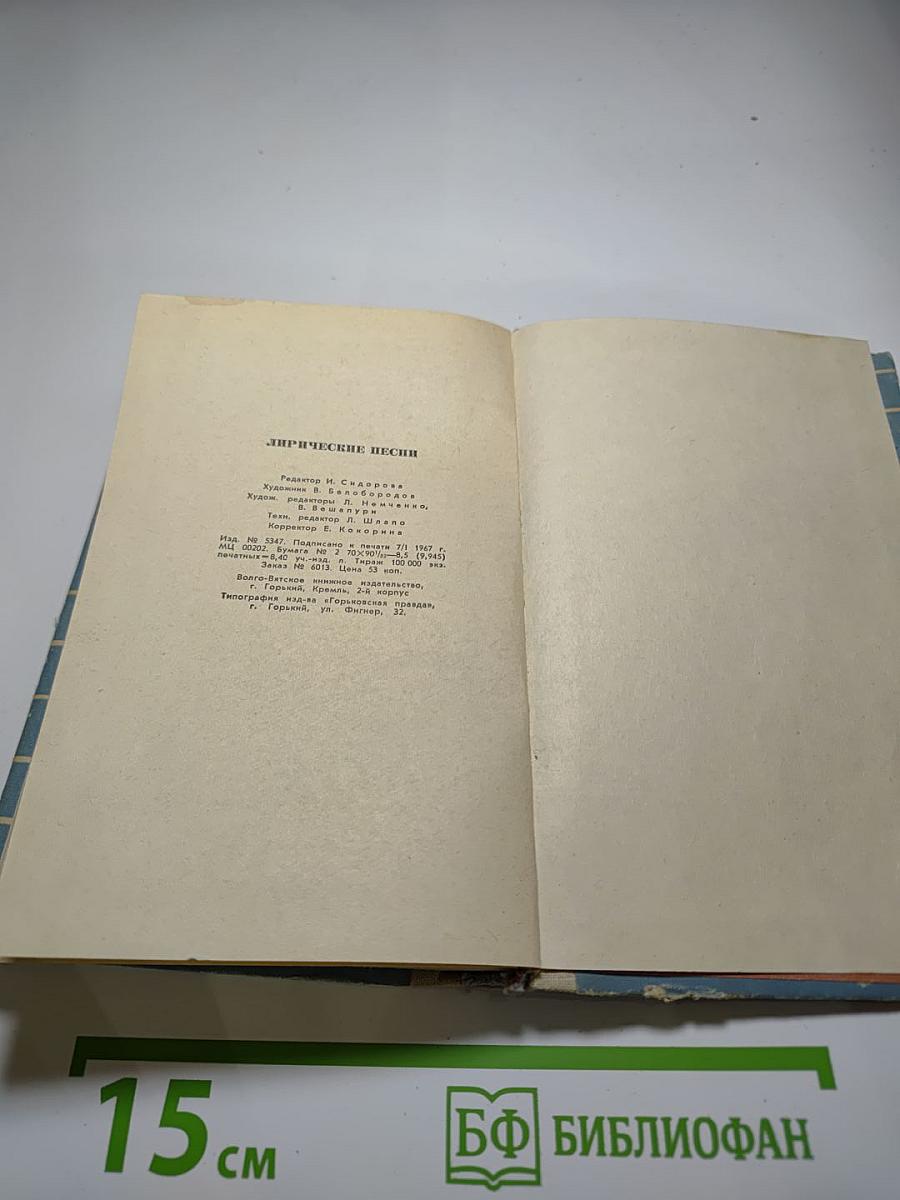 ЛИРИЧЕСКИЕ ПЕСНИ
Редактор И. Сидорова
Художник В. Белобородов
Худож. редакторы Л. Немченко,
В. Вешапури
Техн. редактор Л. Шлапо
Корректор Е. Кокорина
Изд. № 5347. Подписано к печати 7/I 1967 г.
МЦ 00202. Бумага № 2 70×90¹/₃₂—8,5 (9,945)
печатных=8,40 уч.-изд. л. Тираж 100 000 экз.
Заказ № 6013. Цена 53 коп.
Волго-Вятское книжное издательство,
г. Горький, Кремль, 2-й корпус
Типография изд-ва «Горьковская правда»,
г. Горький, ул. Фигнер, 32.
15 см
БФ БИБЛИОФАН